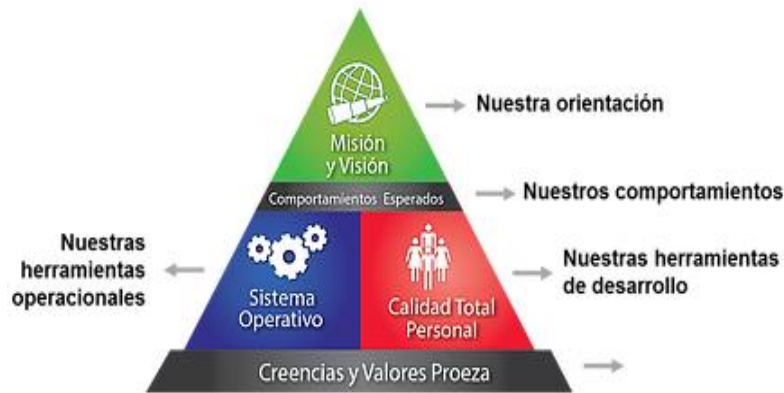 Misión
y Visión
Nuestra orientación
Comportamientos Esperados
Nuestros comportamientos
Nuestras
herramientas
operacionales
Sistema
Operativo
Calidad Total
Personal
Nuestras herramientas
de desarrollo
Creencias y Valores Proeza